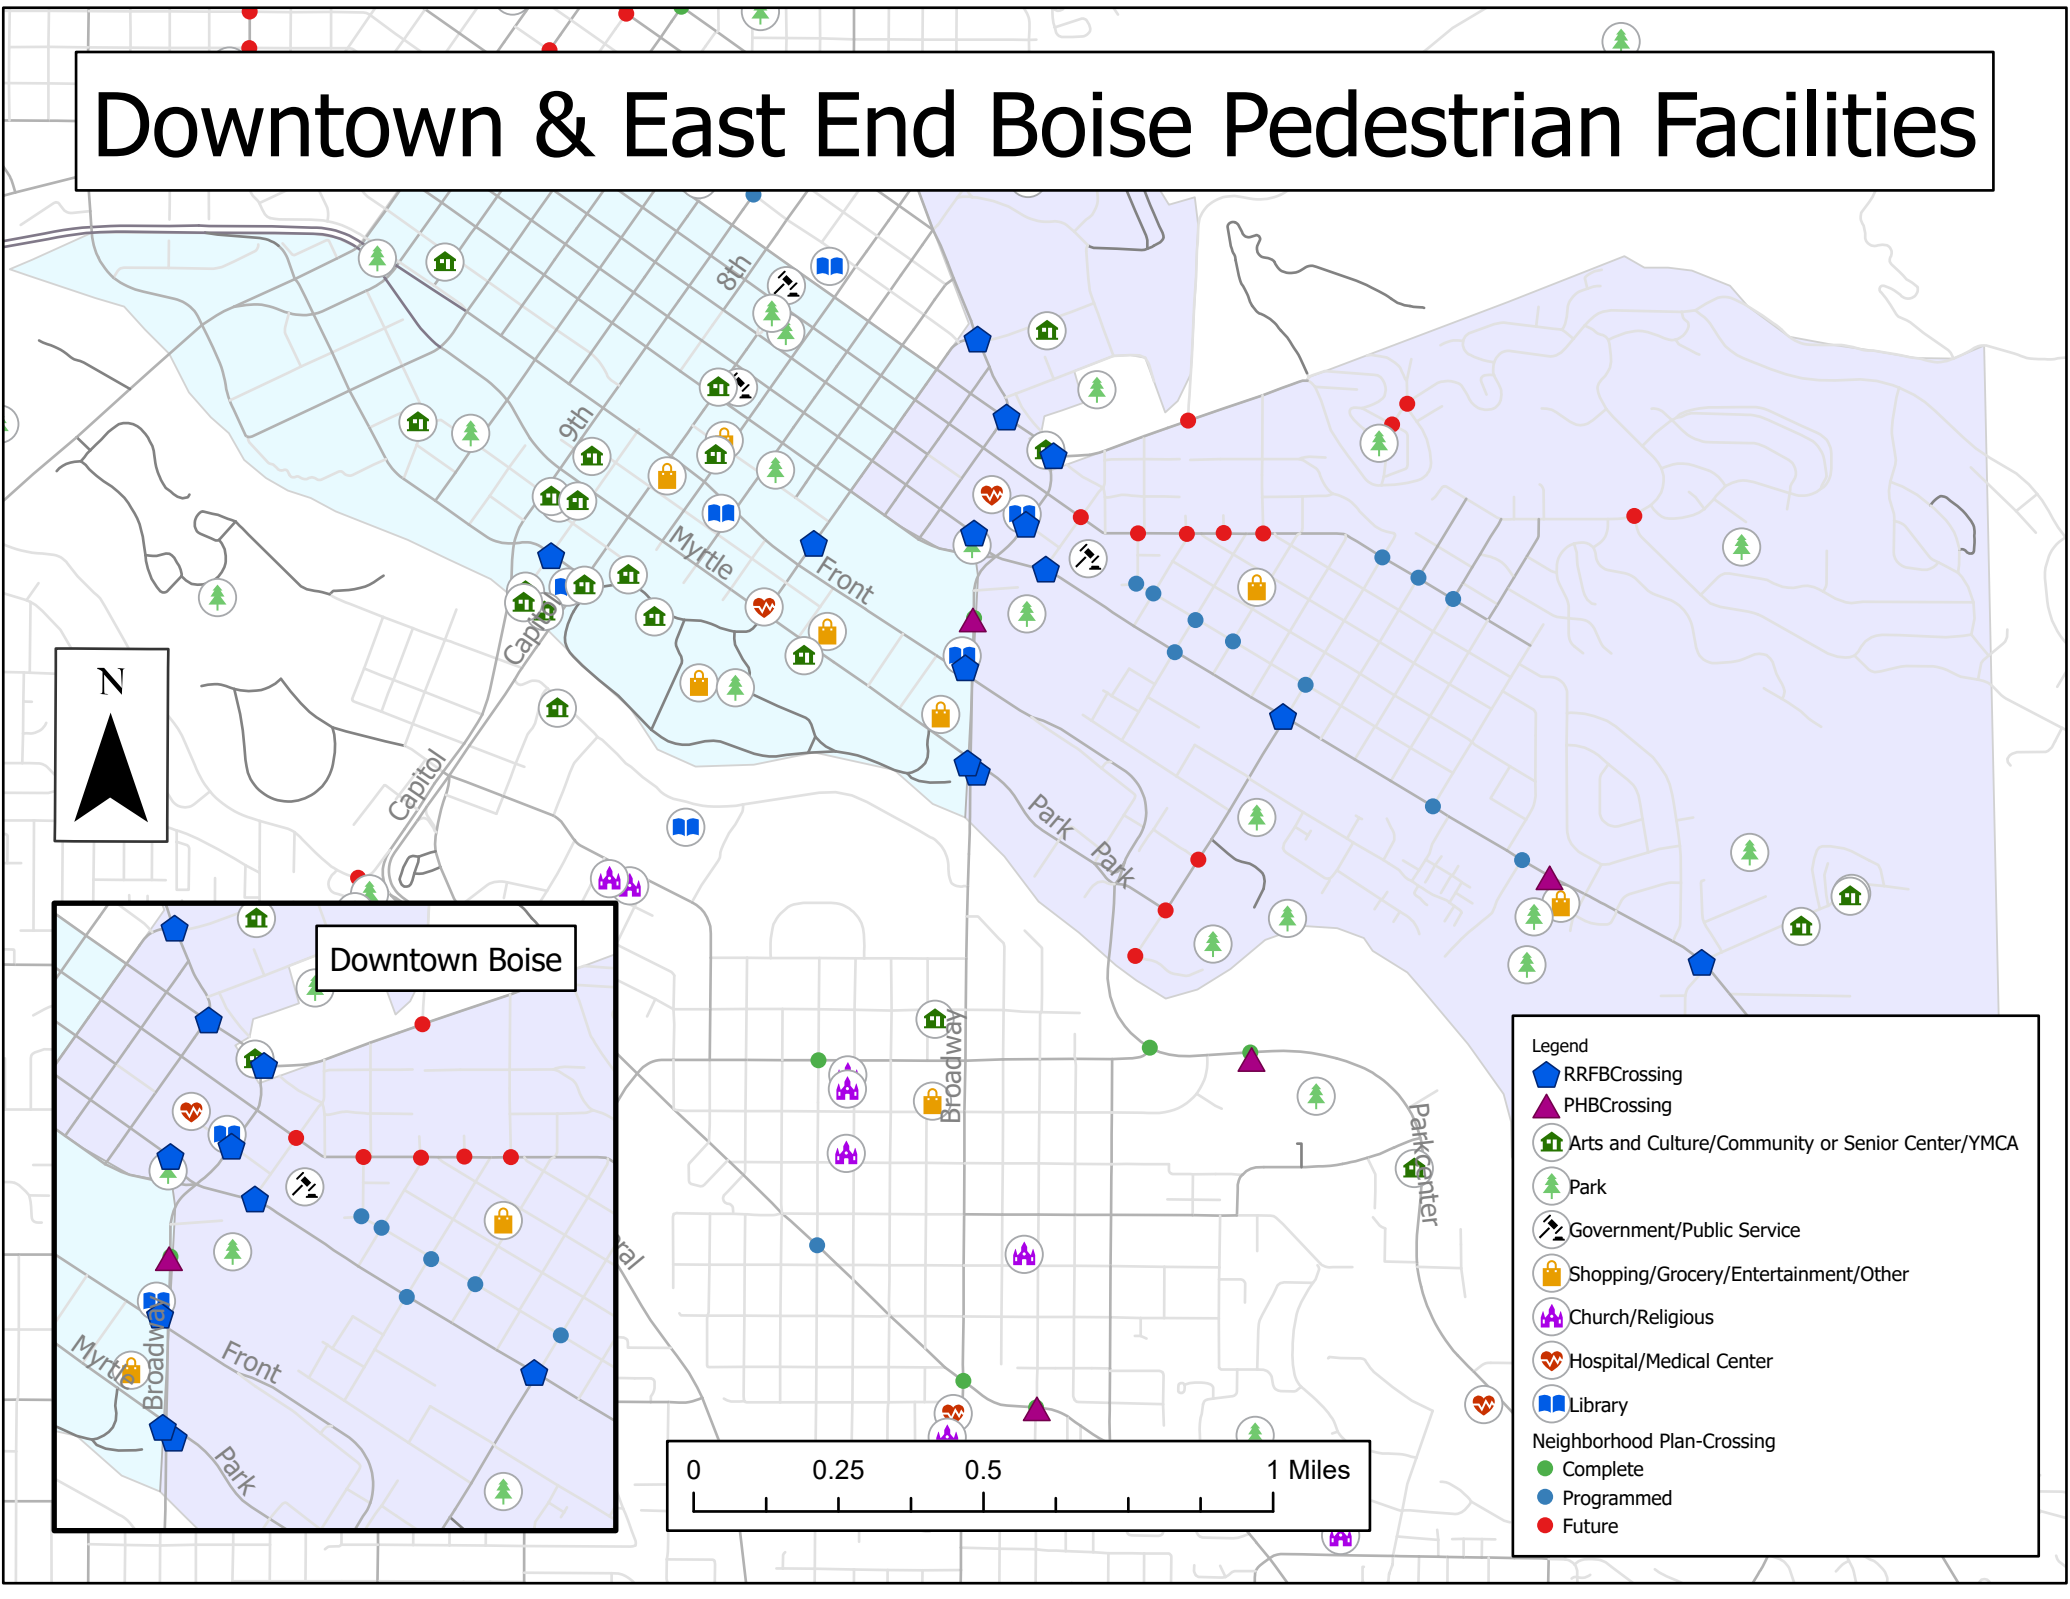 Downtown & East End Boise Pedestrian Facilities
8th
9th
Myrtle
Front
Capitol
N
Capitol
Park
Park
Broadway
Parkcenter
Downtown Boise
Broadway
Front
Myrtle
Park
0 0.25 0.5 1 Miles
Legend
RRFBCrossing
PHBCrossing
Arts and Culture/Community or Senior Center/YMCA
Park
Government/Public Service
Shopping/Grocery/Entertainment/Other
Church/Religious
Hospital/Medical Center
Library
Neighborhood Plan-Crossing
Complete
Programmed
Future